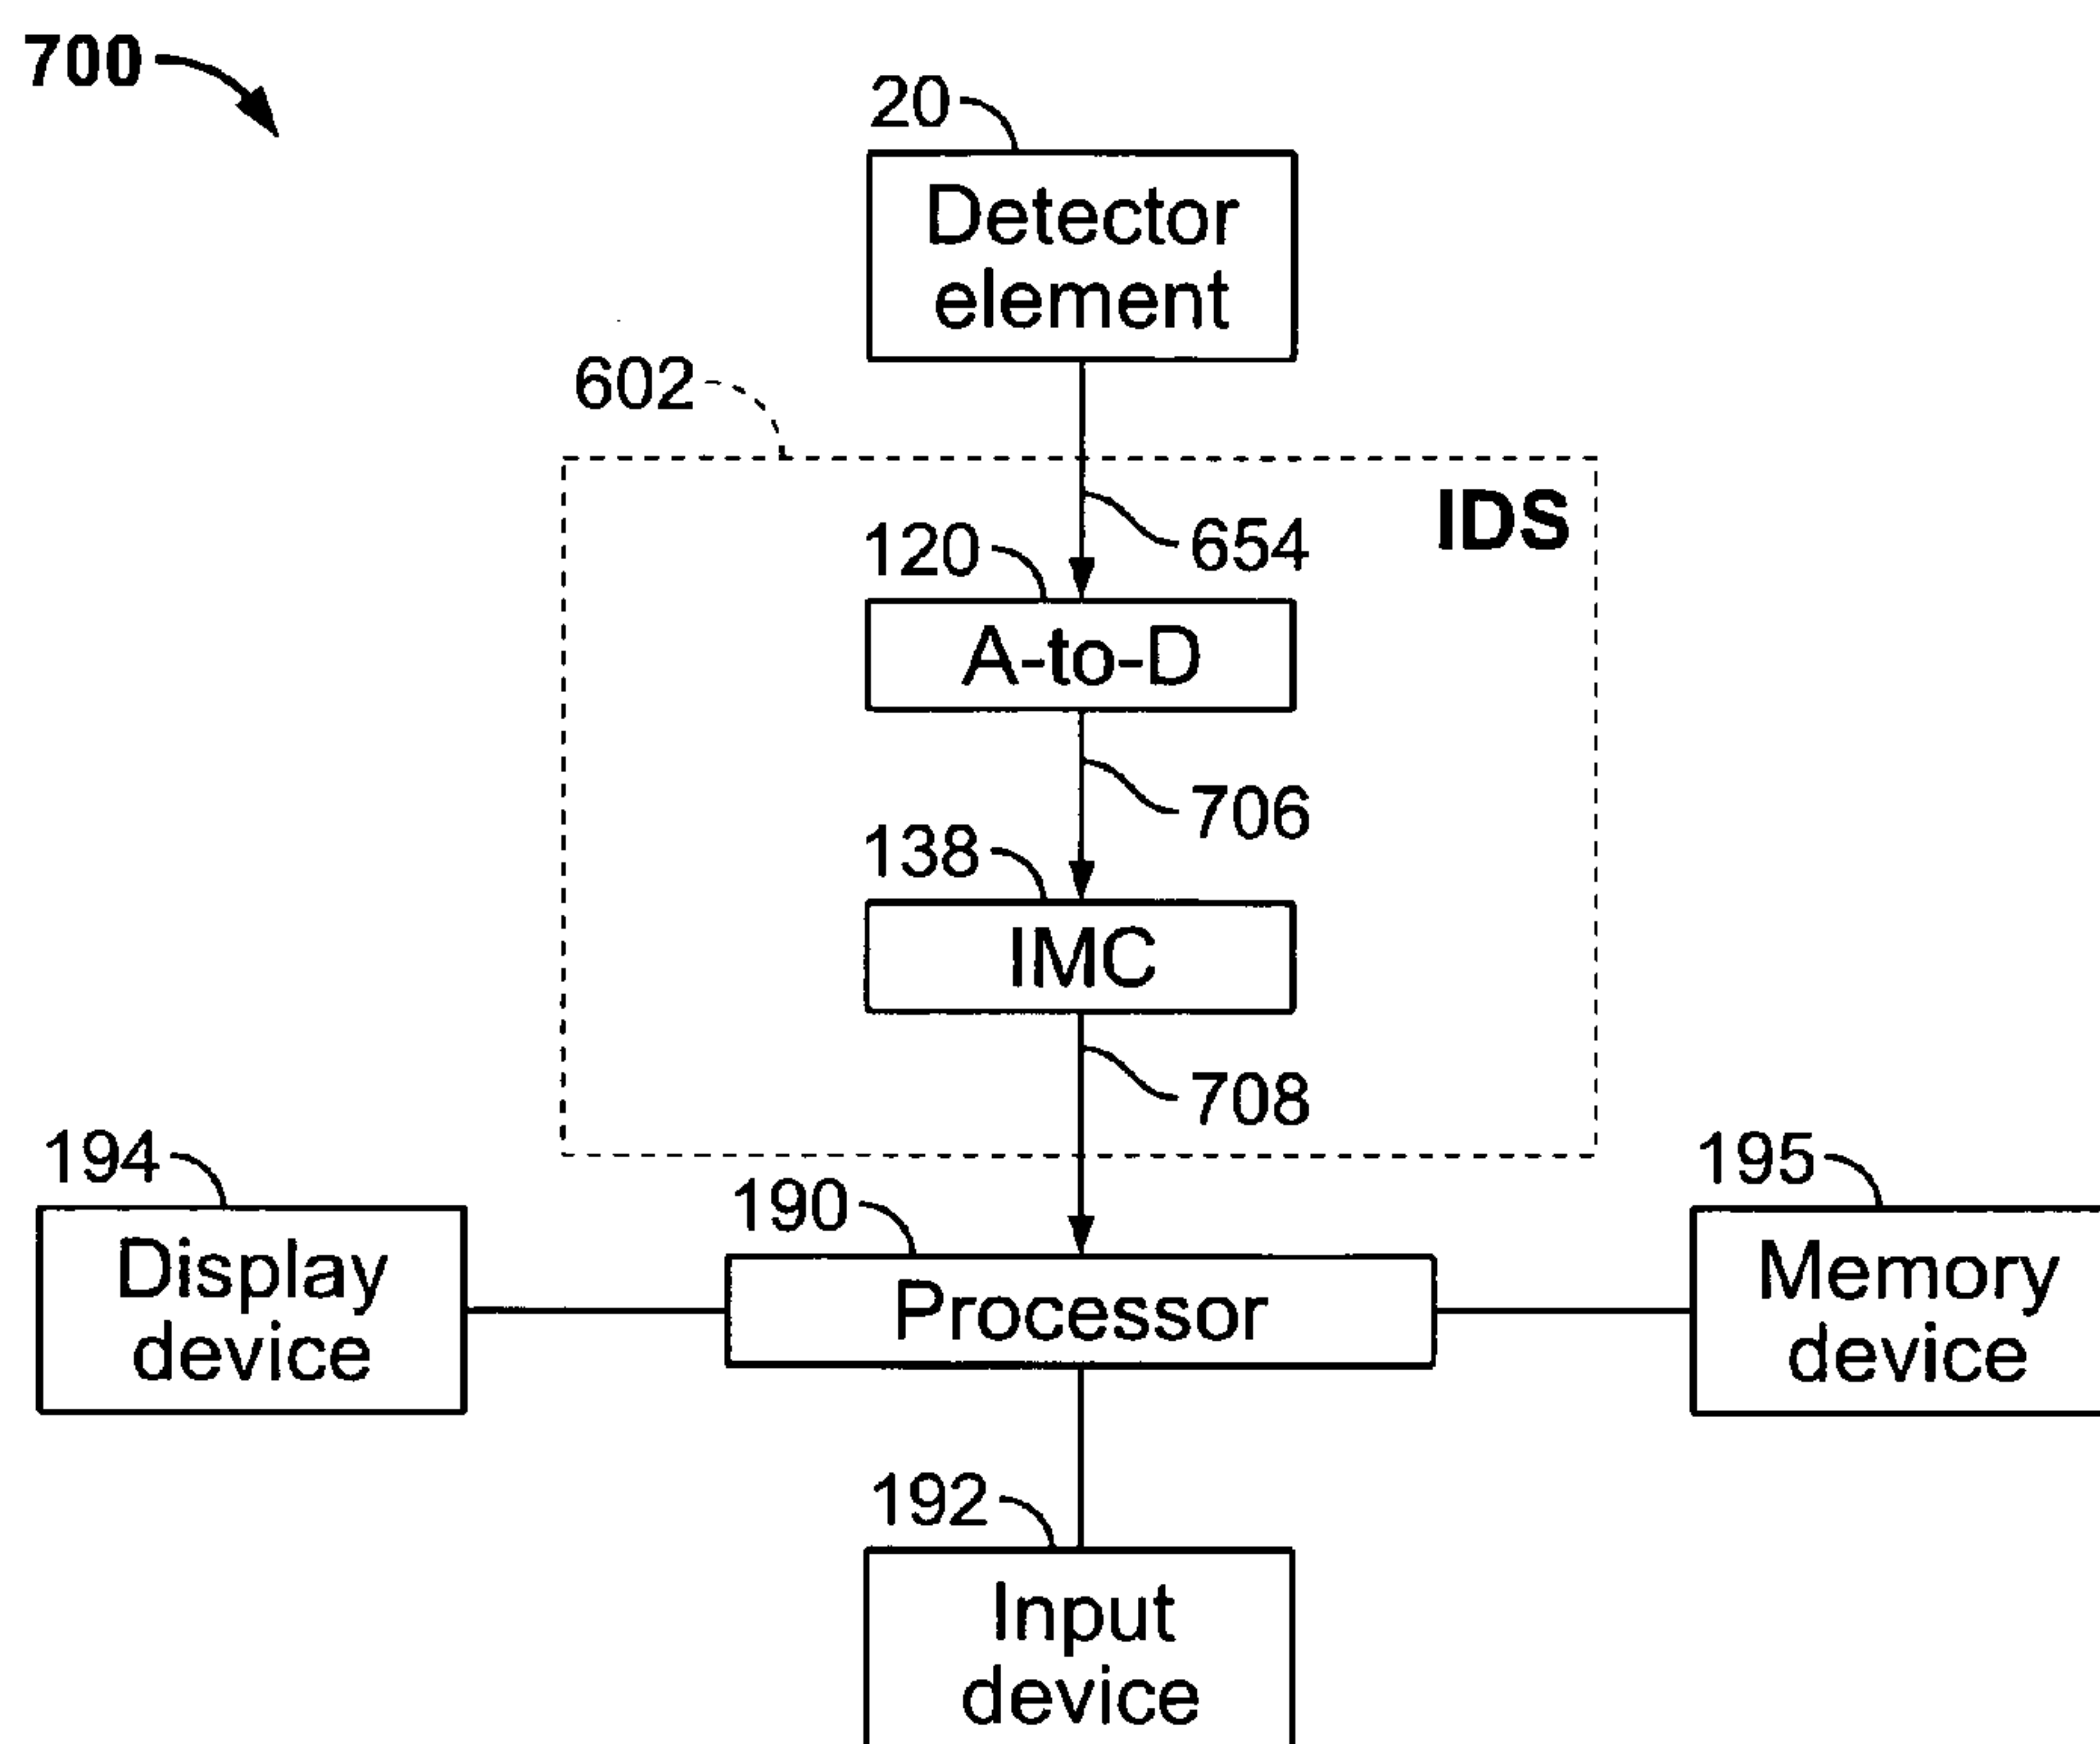 700
20
Detector
element
602
IDS
654
120
A-to-D
706
138
IMC
708
194
195
190
Display
device
Processor
Memory
device
192
Input
device